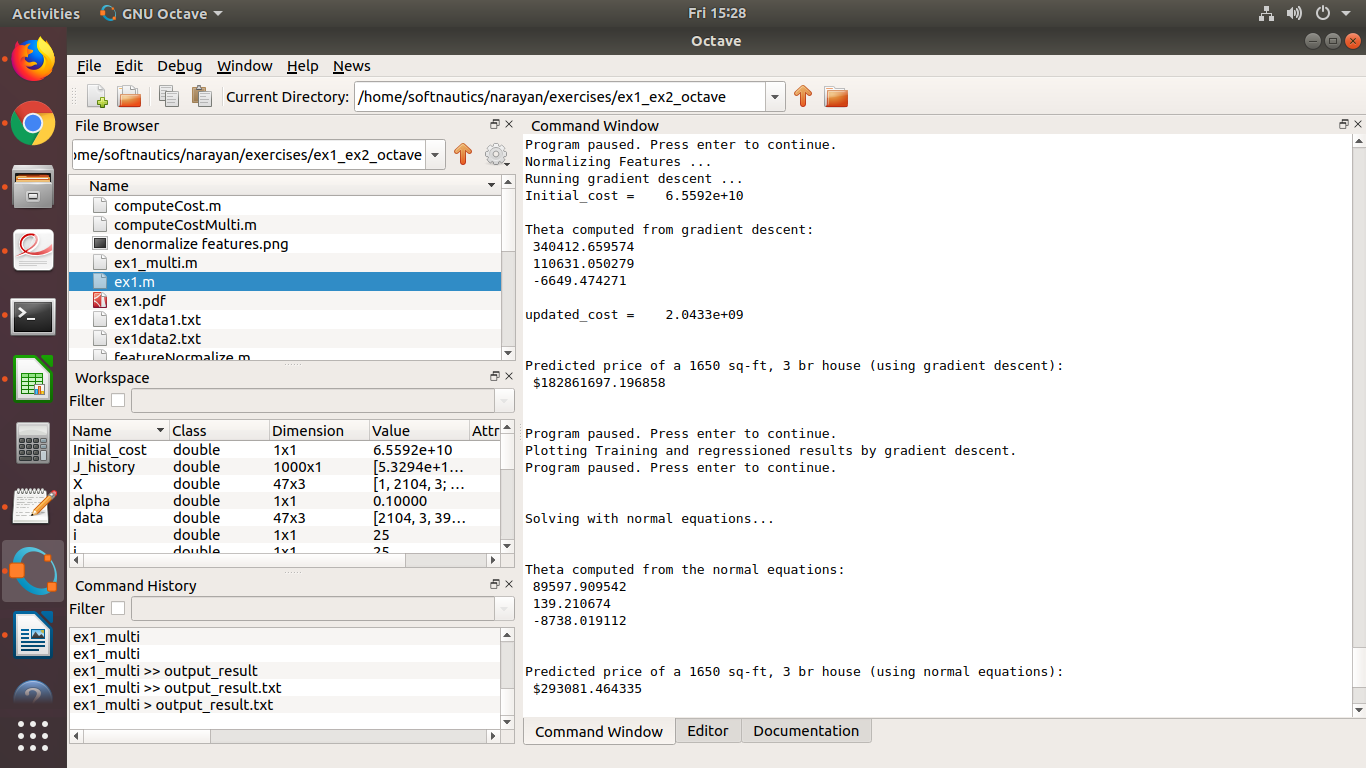 Activities GNU Octave Fri 15:28
Octave
File Edit Debug Window Help News
Current Directory: /home/softnautics/narayan/exercises/ex1_ex2_octave
File Browser
ome/softnautics/narayan/exercises/ex1_ex2_octave
Name
computeCost.m
computeCostMulti.m
denormalize features.png
ex1_multi.m
ex1.m
ex1.pdf
ex1data1.txt
ex1data2.txt
featureNormalize.m
Workspace
Filter
Name Class Dimension Value Attr
Initial_cost double 1x1 6.5592e+10
J_history double 1000x1 [5.3294e+1...
X double 47x3 [1, 2104, 3; ...
alpha double 1x1 0.10000
data double 47x3 [2104, 3, 39...
i double 1x1 25
j double 1x1 25
Command History
Filter
ex1_multi
ex1_multi
ex1_multi >> output_result
ex1_multi >> output_result.txt
ex1_multi > output_result.txt
Command Window
Program paused. Press enter to continue.
Normalizing Features ...
Running gradient descent ...
Initial_cost = 6.5592e+10
Theta computed from gradient descent:
340412.659574
110631.050279
-6649.474271
updated_cost = 2.0433e+09
Predicted price of a 1650 sq-ft, 3 br house (using gradient descent):
$182861697.196858
Program paused. Press enter to continue.
Plotting Training and regressioned results by gradient descent.
Program paused. Press enter to continue.
Solving with normal equations...
Theta computed from the normal equations:
89597.909542
139.210674
-8738.019112
Predicted price of a 1650 sq-ft, 3 br house (using normal equations):
$293081.464335
Command Window Editor Documentation